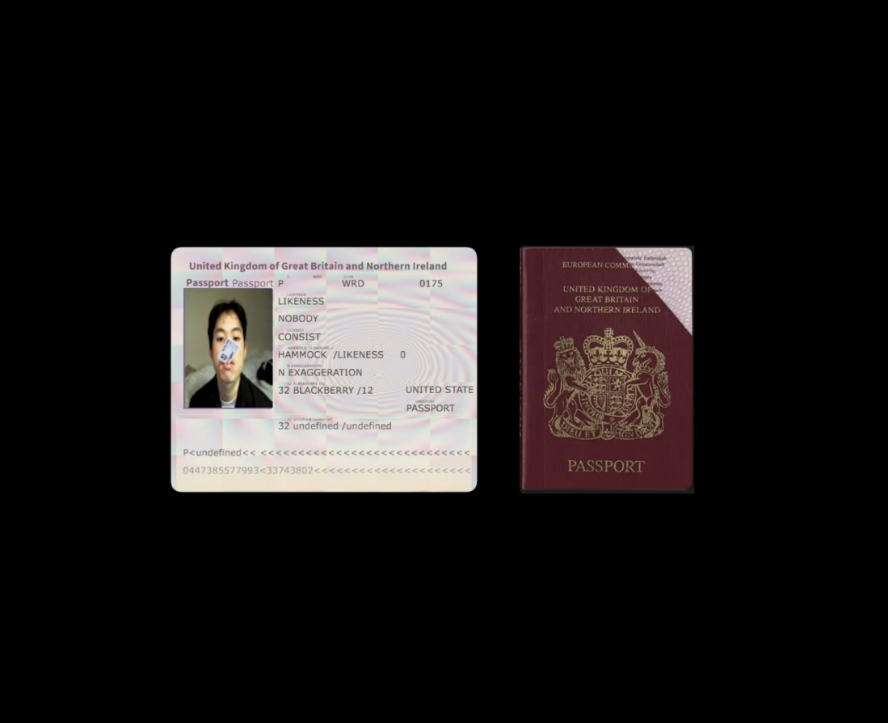 United Kingdom of Great Britain and Northern Ireland
Passport Passport P WRD 0175
LIKENESS
NOBODY
CONSIST
HAMMOCK /LIKENESS 0
N EXAGGERATION
32 BLACKBERRY /12 UNITED STATE
PASSPORT
32 undefined /undefined
P<undefined<< <<<<<<<<<<<<<<<<<<<<<<<<<<<<
0447385577993<33743802<<<<<<<<<<<<<<<<<<<<<
EUROPEAN COMM
UNITED KINGDOM OF
GREAT BRITAIN
AND NORTHERN IRELAND
PASSPORT